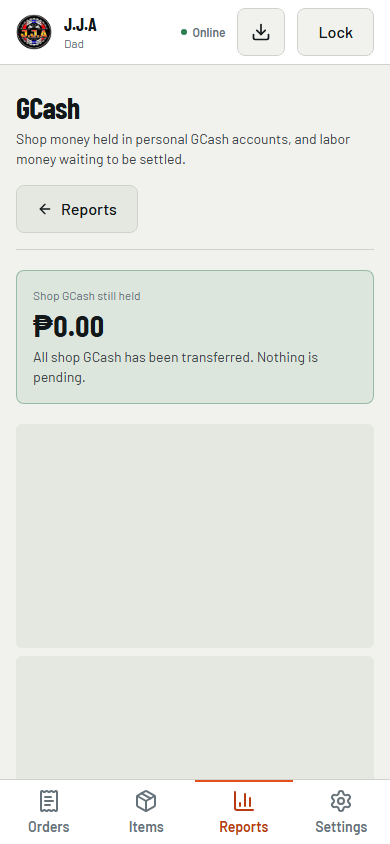 J.J.A
J.J.A
Dad
Online
Lock
GCash
Shop money held in personal GCash accounts, and labor
money waiting to be settled.
Reports
Shop GCash still held
₱0.00
All shop GCash has been transferred. Nothing is
pending.
Orders
Items
Reports
Settings